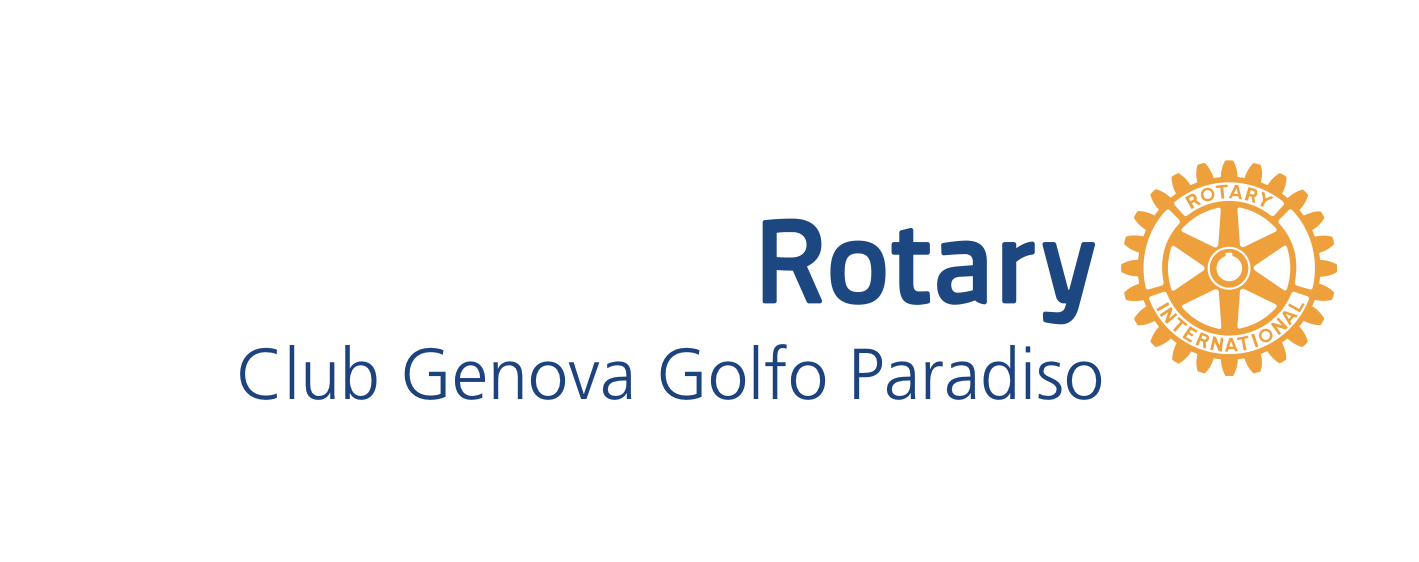 Rotary
Club Genova Golfo Paradiso
ROTARY
INTERNATIONAL